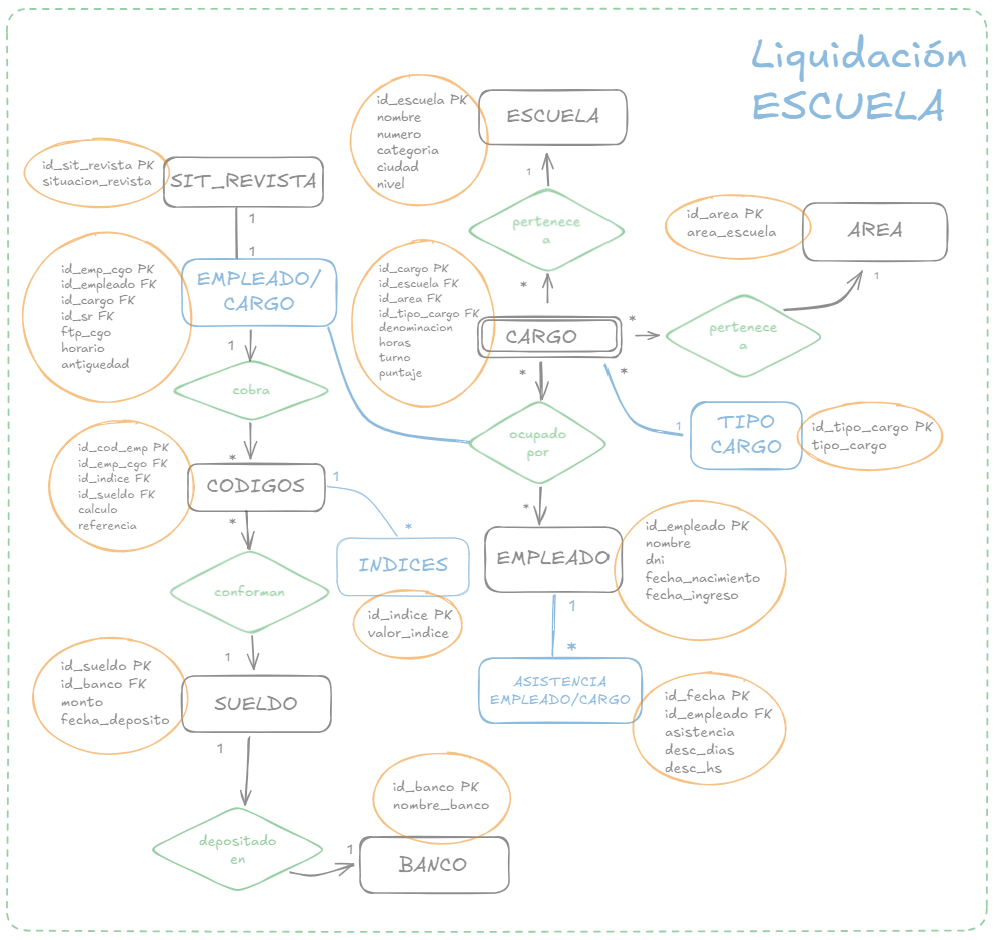 Liquidación
ESCUELA
id_escuela PK
nombre
numero
categoria
ciudad
nivel
ESCUELA
1
pertenece
a
*
id_sit_revista PK
situacion_revista
SIT_REVISTA
1
1
id_area PK
area_escuela
AREA
1
pertenece
a
*
id_emp_cgo PK
id_empleado FK
id_cargo FK
id_sr FK
ftp_cgo
horario
antiguedad
EMPLEADO/
CARGO
1
id_cargo PK
id_escuela FK
id_area FK
id_tipo_cargo FK
denominacion
horas
turno
puntaje
CARGO
*
*
1
TIPO
CARGO
id_tipo_cargo PK
tipo_cargo
cobra
*
ocupado
por
*
id_cod_emp PK
id_emp_cgo FK
id_indice FK
id_sueldo FK
calculo
referencia
CODIGOS
1
*
*
INDICES
id_indice PK
valor_indice
EMPLEADO
id_empleado PK
nombre
dni
fecha_nacimiento
fecha_ingreso
1
*
conforman
1
ASISTENCIA
EMPLEADO/CARGO
id_fecha PK
id_empleado FK
asistencia
desc_dias
desc_hs
id_sueldo PK
id_banco FK
monto
fecha_deposito
SUELDO
1
depositado
en
1
id_banco PK
nombre_banco
BANCO